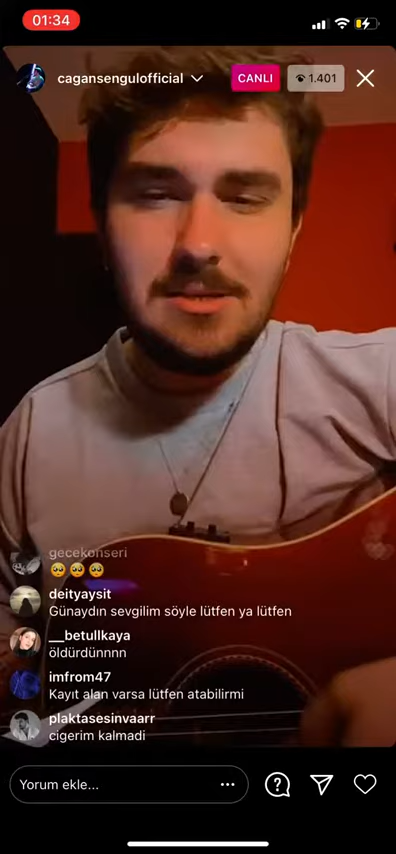 01:34
cagansengulofficial
CANLI
1.401
gecekonseri
🥺🥺🥺
deityaysit
Günaydın sevgilim söyle lütfen ya lütfen
__betullkaya
öldürdünnnn
imfrom47
Kayıt alan varsa lütfen atabilirmi
plaktasesinvaarr
cigerim kalmadi
Yorum ekle...